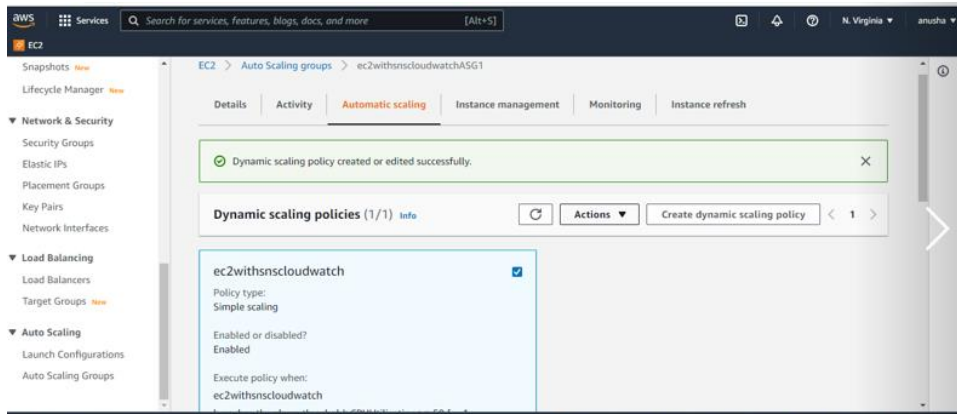 aws
Services
Search for services, features, blogs, docs, and more
[Alt+S]
N. Virginia
anusha
EC2
Snapshots New
Lifecycle Manager New
Network & Security
Security Groups
Elastic IPs
Placement Groups
Key Pairs
Network Interfaces
Load Balancing
Load Balancers
Target Groups New
Auto Scaling
Launch Configurations
Auto Scaling Groups
EC2 > Auto Scaling groups > ec2withsnscloudwatchASG1
Details
Activity
Automatic scaling
Instance management
Monitoring
Instance refresh
Dynamic scaling policy created or edited successfully.
Dynamic scaling policies (1/1) Info
Actions
Create dynamic scaling policy
1
ec2withsnscloudwatch
Policy type:
Simple scaling
Enabled or disabled?
Enabled
Execute policy when:
ec2withsnscloudwatch